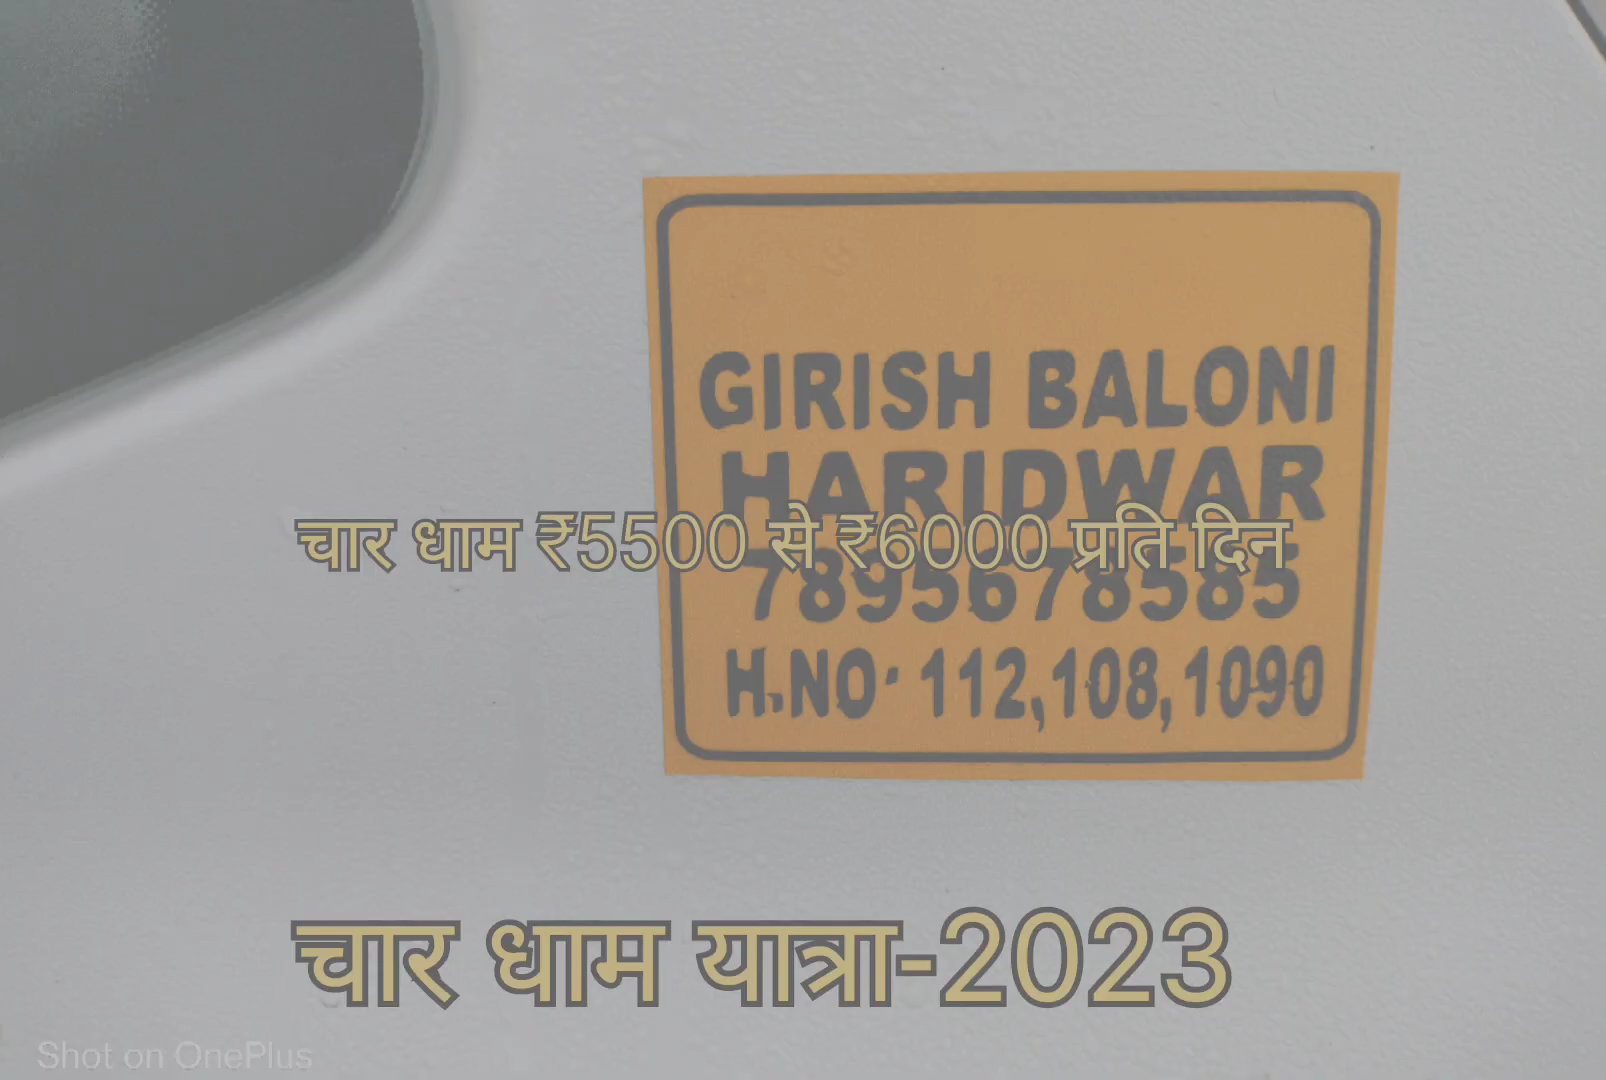 GIRISH BALONI
HARIDWAR
चार धाम ₹5500 से ₹6000 प्रति दिन
7895678585
H.NO· 112,108,1090
चार धाम यात्रा-2023
Shot on OnePlus